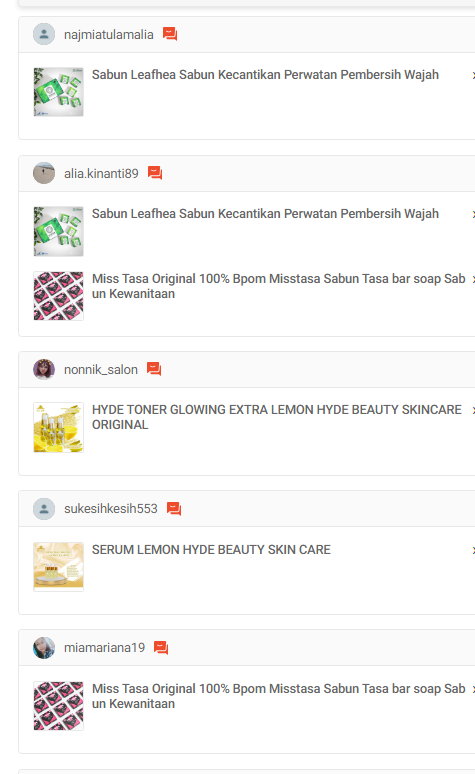 najmiatulamalia
Sabun Leafhea Sabun Kecantikan Perwatan Pembersih Wajah
alia.kinanti89
Sabun Leafhea Sabun Kecantikan Perwatan Pembersih Wajah
Miss Tasa Original 100% Bpom Misstasa Sabun Tasa bar soap Sab
un Kewanitaan
nonnik_salon
HYDE TONER GLOWING EXTRA LEMON HYDE BEAUTY SKINCARE
ORIGINAL
sukesihkesih553
SERUM LEMON HYDE BEAUTY SKIN CARE
miamariana19
Miss Tasa Original 100% Bpom Misstasa Sabun Tasa bar soap Sab
un Kewanitaan